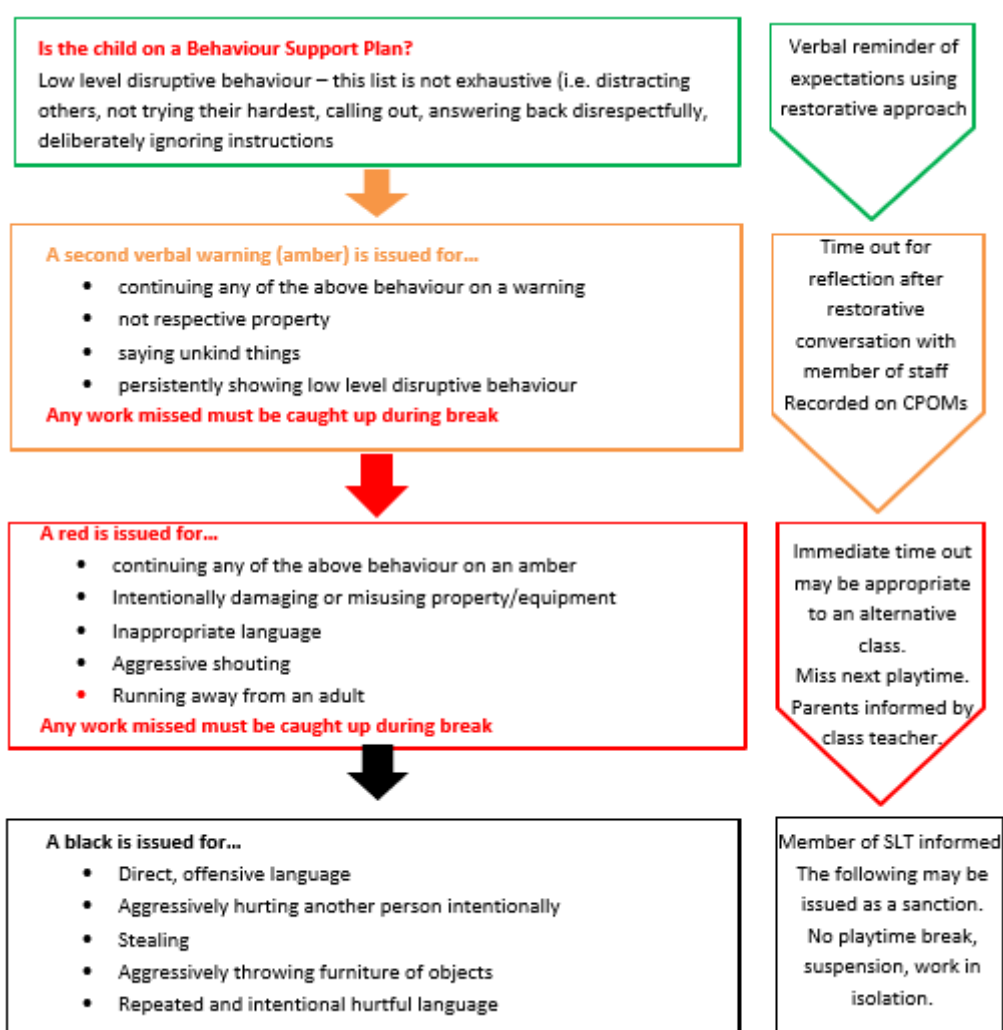 Is the child on a Behaviour Support Plan?
Low level disruptive behaviour – this list is not exhaustive (i.e. distracting
others, not trying their hardest, calling out, answering back disrespectfully,
deliberately ignoring instructions
Verbal reminder of
expectations using
restorative approach
A second verbal warning (amber) is issued for...
• continuing any of the above behaviour on a warning
• not respective property
• saying unkind things
• persistently showing low level disruptive behaviour
Any work missed must be caught up during break
Time out for
reflection after
restorative
conversation with
member of staff
Recorded on CPOMs
A red is issued for...
• continuing any of the above behaviour on an amber
• Intentionally damaging or misusing property/equipment
• Inappropriate language
• Aggressive shouting
• Running away from an adult
Any work missed must be caught up during break
Immediate time out
may be appropriate
to an alternative
class.
Miss next playtime.
Parents informed by
class teacher.
A black is issued for...
• Direct, offensive language
• Aggressively hurting another person intentionally
• Stealing
• Aggressively throwing furniture of objects
• Repeated and intentional hurtful language
Member of SLT informed
The following may be
issued as a sanction.
No playtime break,
suspension, work in
isolation.